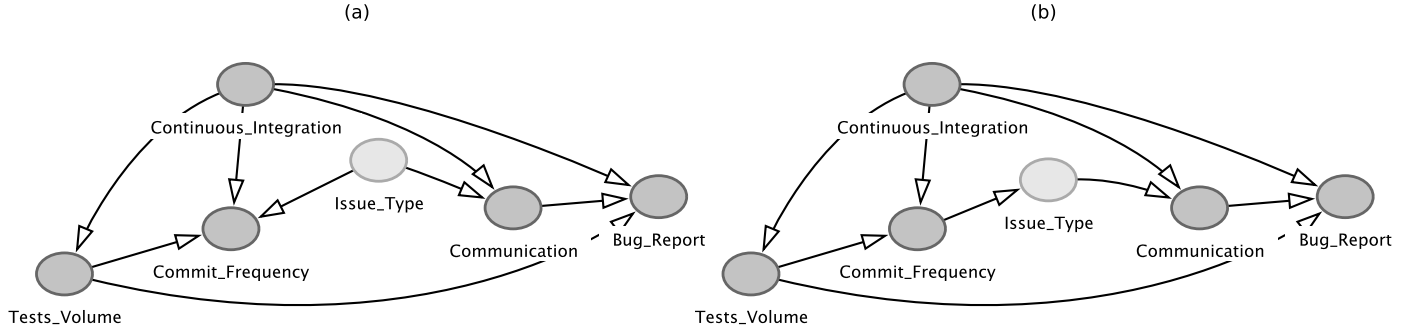 (a)
Continuous_Integration
Issue_Type
Bug_Report
Communication
Commit_Frequency
Tests_Volume
(b)
Continuous_Integration
Issue_Type
Bug_Report
Communication
Commit_Frequency
Tests_Volume